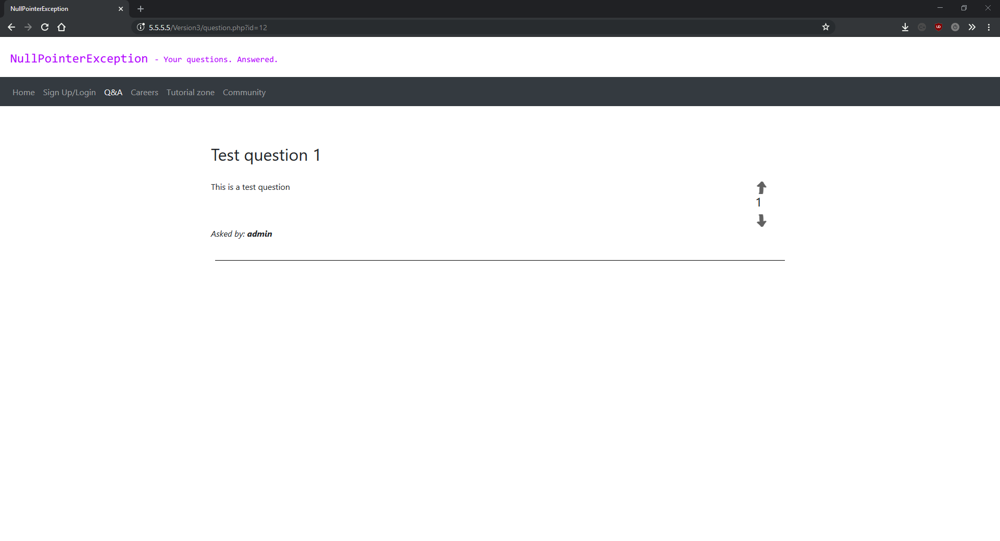 NullPointerException
5.5.5.5/Version3/question.php?id=12
NullPointerException - Your questions. Answered.
Home Sign Up/Login Q&A Careers Tutorial zone Community
Test question 1
This is a test question
1
Asked by: admin